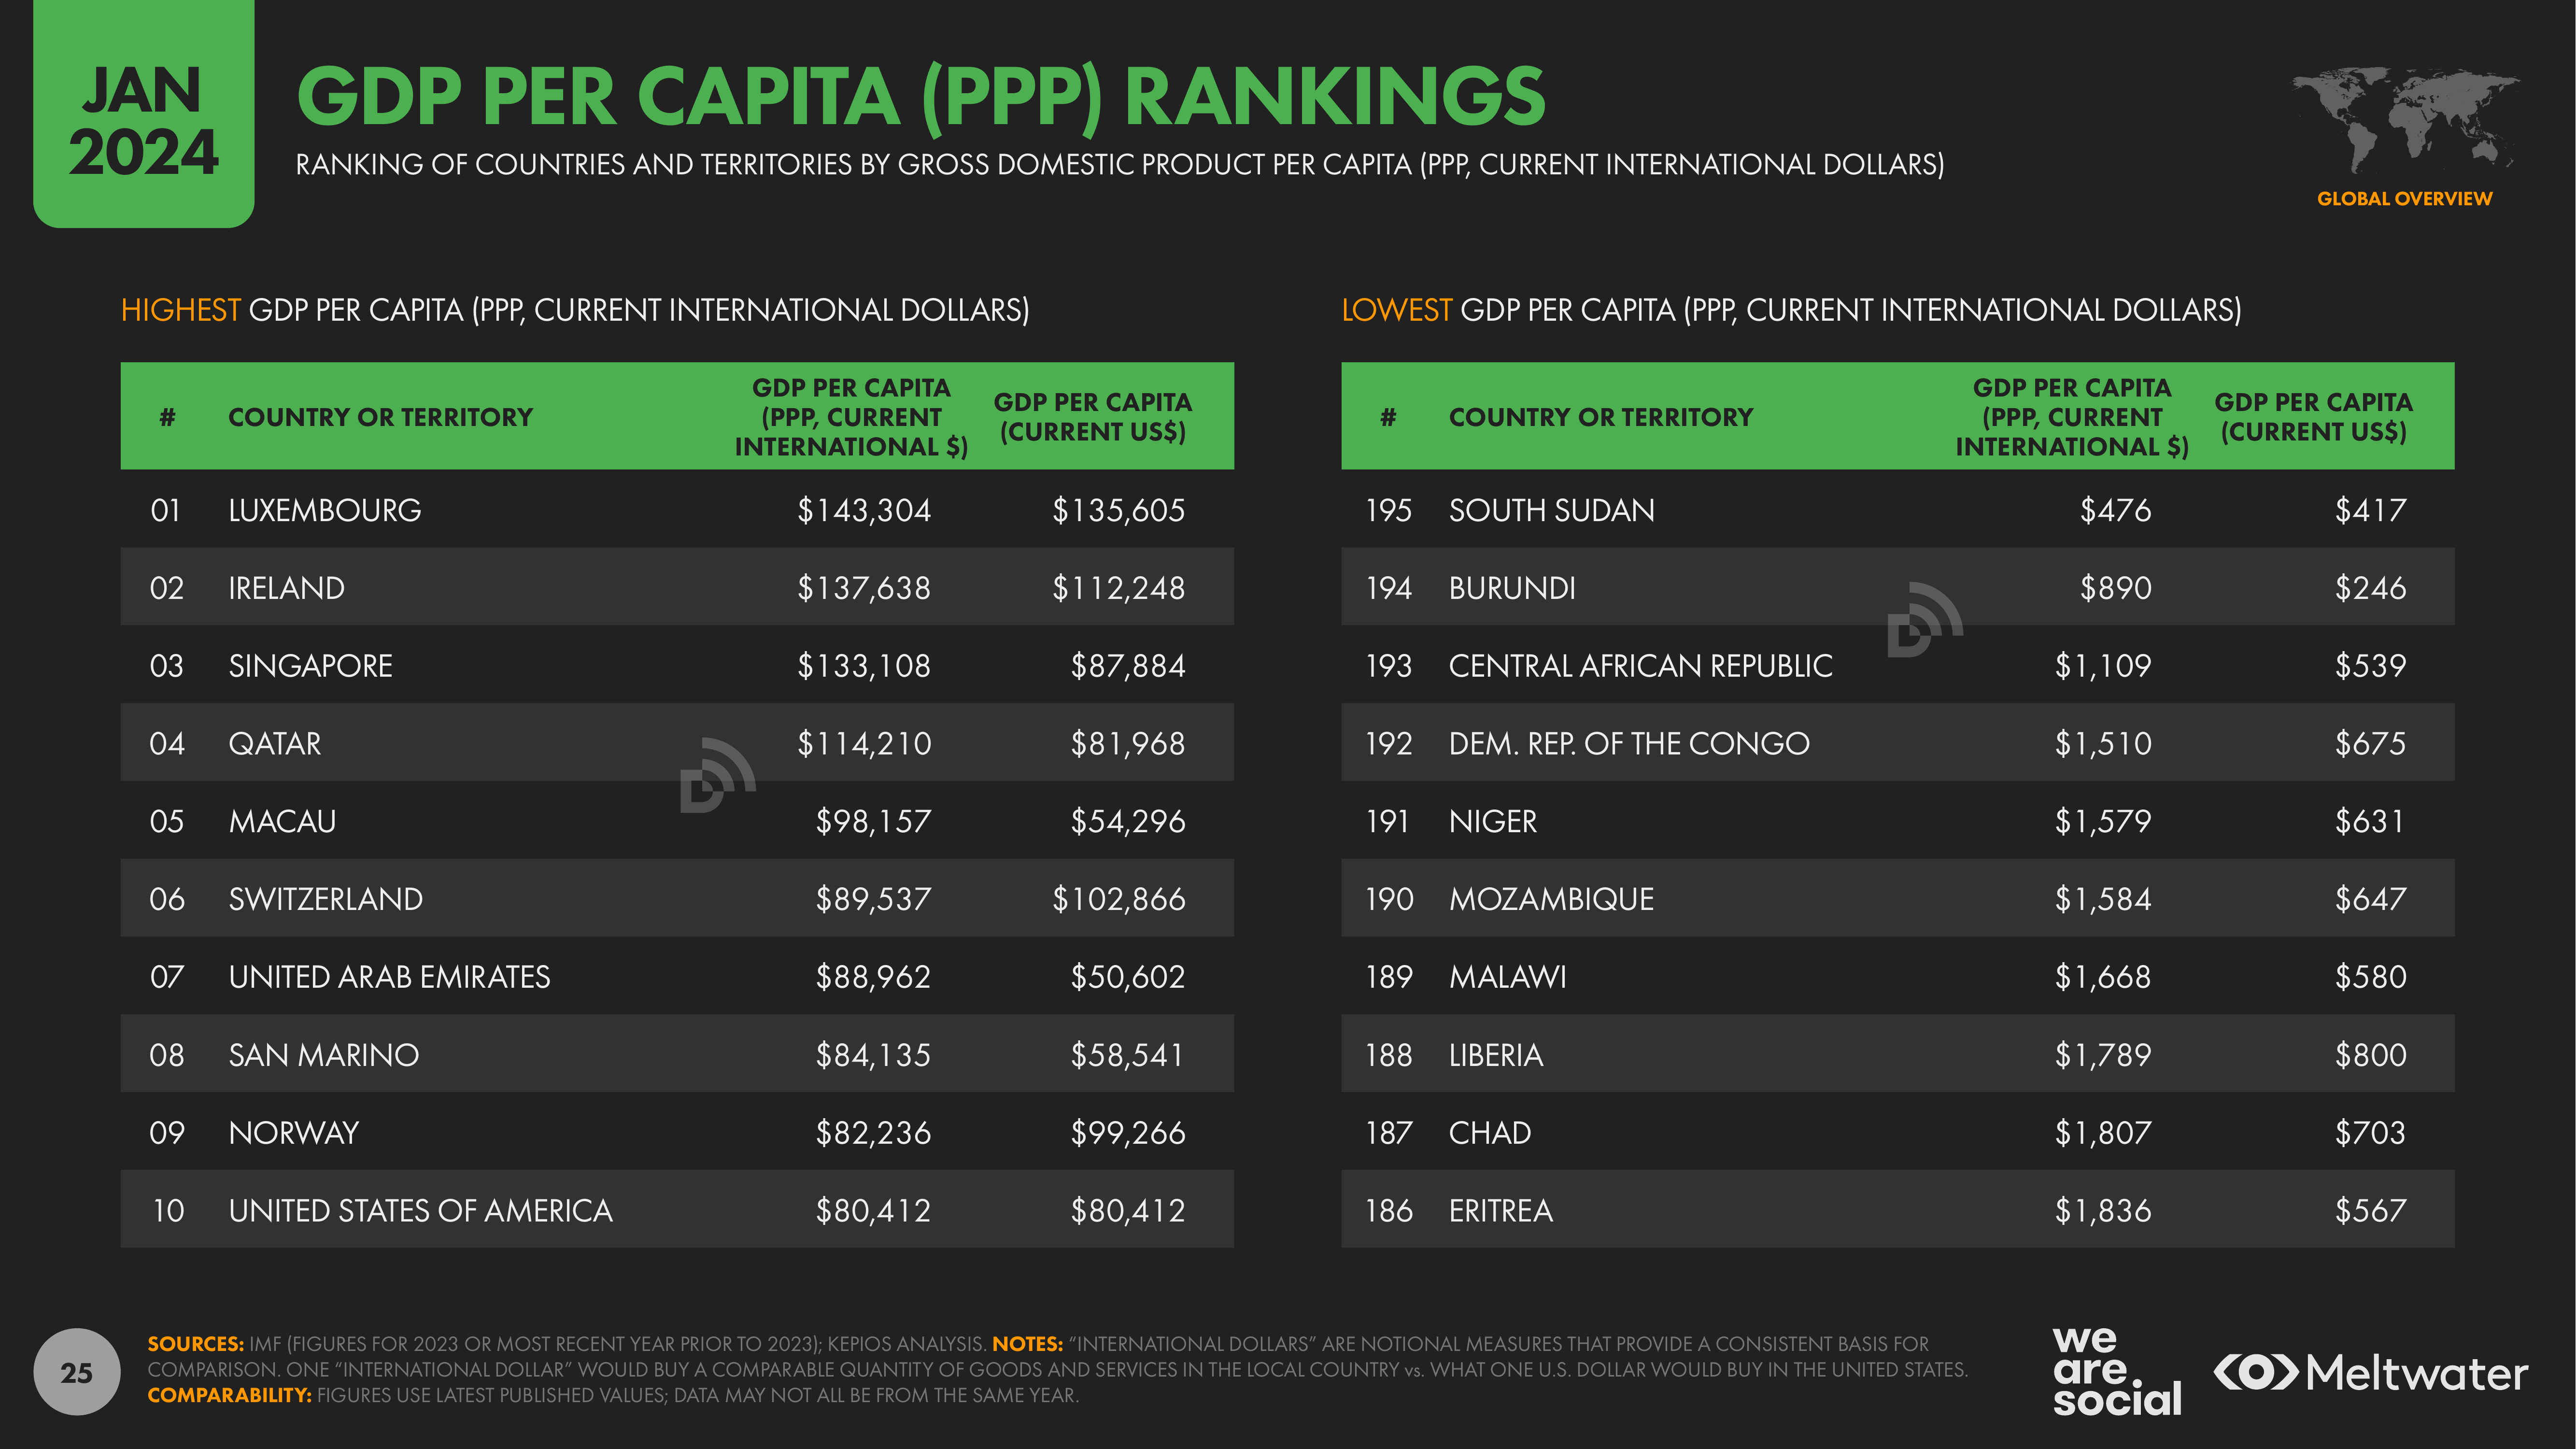 JAN
2024
GDP PER CAPITA (PPP) RANKINGS
RANKING OF COUNTRIES AND TERRITORIES BY GROSS DOMESTIC PRODUCT PER CAPITA (PPP, CURRENT INTERNATIONAL DOLLARS)
GLOBAL OVERVIEW
HIGHEST GDP PER CAPITA (PPP, CURRENT INTERNATIONAL DOLLARS)
# COUNTRY OR TERRITORY GDP PER CAPITA (PPP, CURRENT INTERNATIONAL $) GDP PER CAPITA (CURRENT US$)
01 LUXEMBOURG $143,304 $135,605
02 IRELAND $137,638 $112,248
03 SINGAPORE $133,108 $87,884
04 QATAR $114,210 $81,968
05 MACAU $98,157 $54,296
06 SWITZERLAND $89,537 $102,866
07 UNITED ARAB EMIRATES $88,962 $50,602
08 SAN MARINO $84,135 $58,541
09 NORWAY $82,236 $99,266
10 UNITED STATES OF AMERICA $80,412 $80,412
LOWEST GDP PER CAPITA (PPP, CURRENT INTERNATIONAL DOLLARS)
# COUNTRY OR TERRITORY GDP PER CAPITA (PPP, CURRENT INTERNATIONAL $) GDP PER CAPITA (CURRENT US$)
195 SOUTH SUDAN $476 $417
194 BURUNDI $890 $246
193 CENTRAL AFRICAN REPUBLIC $1,109 $539
192 DEM. REP. OF THE CONGO $1,510 $675
191 NIGER $1,579 $631
190 MOZAMBIQUE $1,584 $647
189 MALAWI $1,668 $580
188 LIBERIA $1,789 $800
187 CHAD $1,807 $703
186 ERITREA $1,836 $567
25
SOURCES: IMF (FIGURES FOR 2023 OR MOST RECENT YEAR PRIOR TO 2023); KEPIOS ANALYSIS. NOTES: “INTERNATIONAL DOLLARS” ARE NOTIONAL MEASURES THAT PROVIDE A CONSISTENT BASIS FOR
COMPARISON. ONE “INTERNATIONAL DOLLAR” WOULD BUY A COMPARABLE QUANTITY OF GOODS AND SERVICES IN THE LOCAL COUNTRY vs. WHAT ONE U.S. DOLLAR WOULD BUY IN THE UNITED STATES.
COMPARABILITY: FIGURES USE LATEST PUBLISHED VALUES; DATA MAY NOT ALL BE FROM THE SAME YEAR.
we
are
social
Meltwater